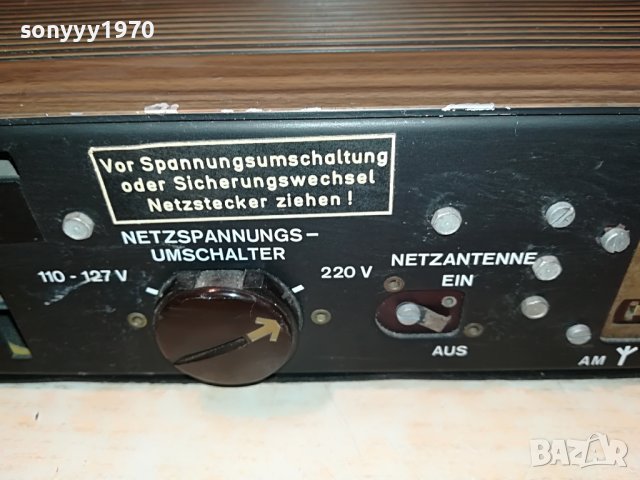 sonyyy1970
Vor Spannungsumschaltung
oder Sicherungswechsel
Netzstecker ziehen !
NETZSPANNUNGS-
UMSCHALTER
110 - 127 V
220 V
NETZANTENNE
EIN
AUS
AM
BAZAR